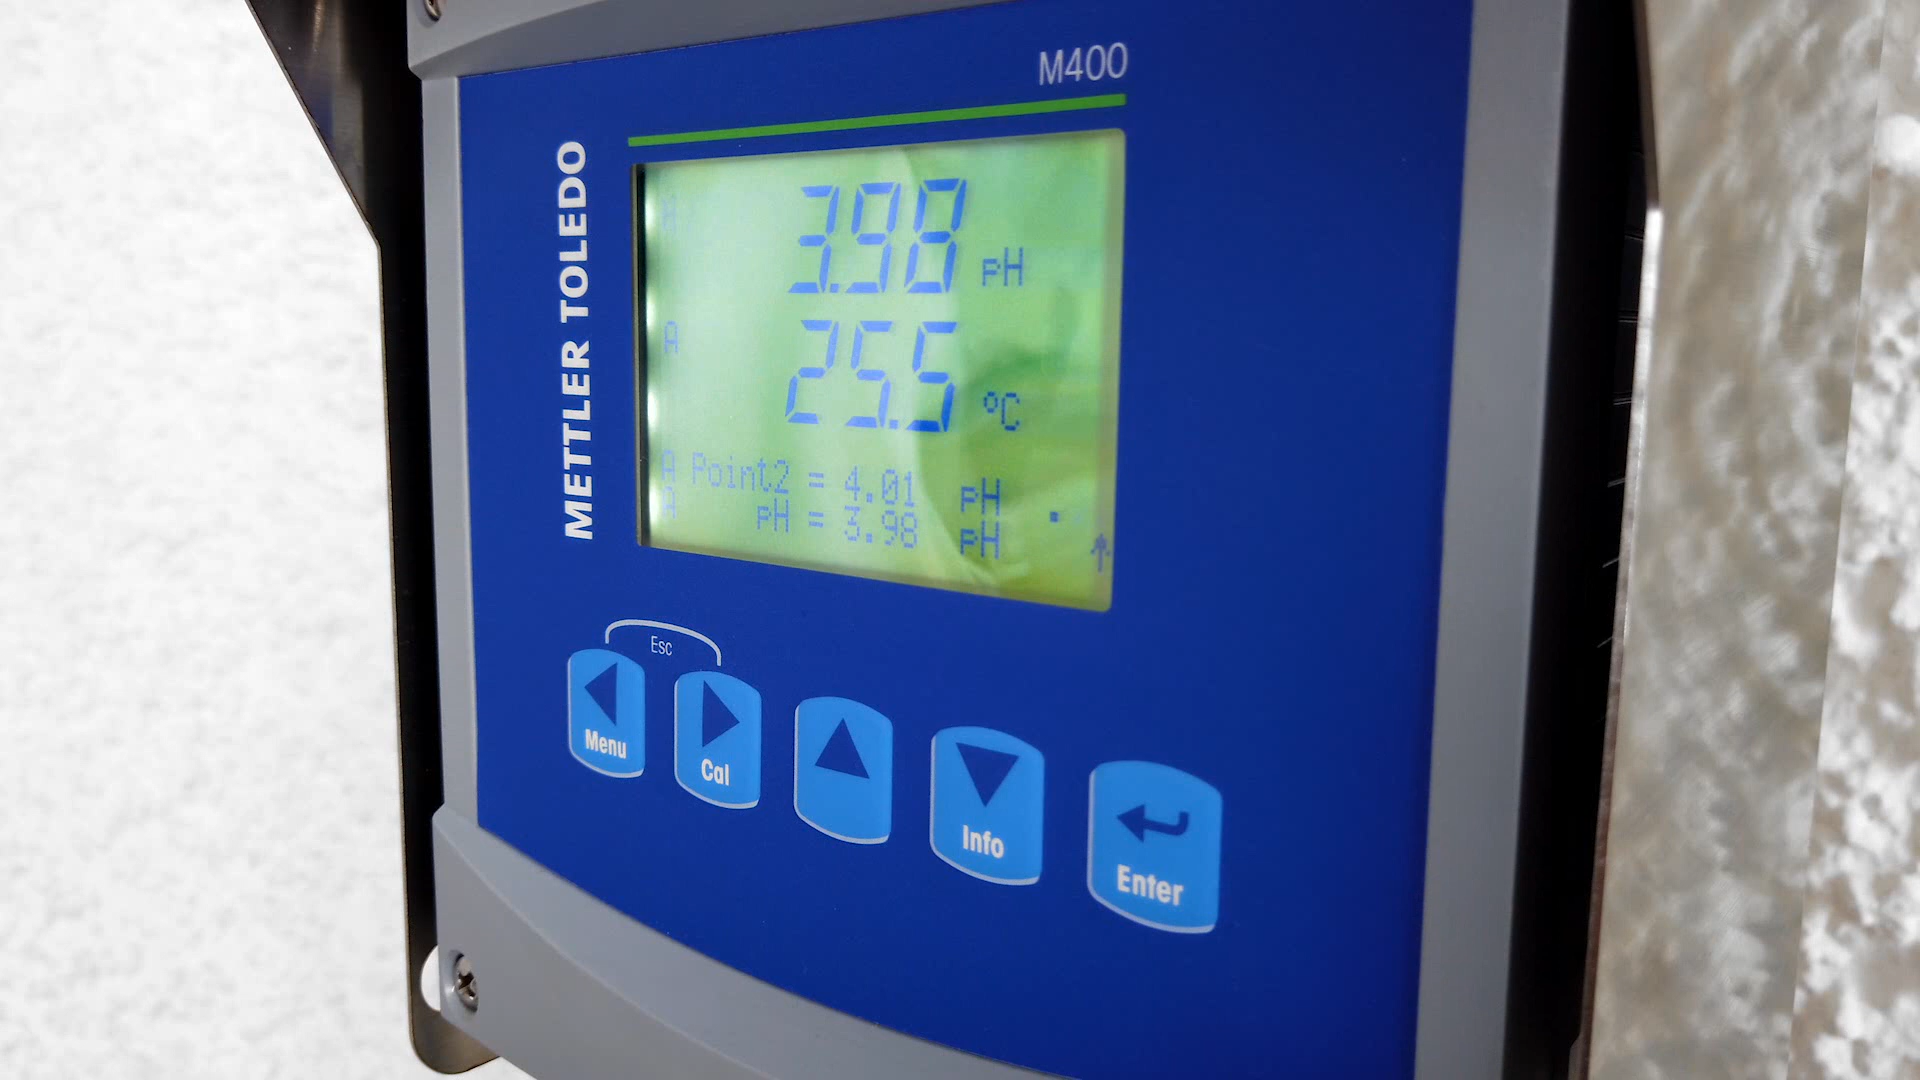 M400
METTLER TOLEDO
3.98 pH
A 25.5 °C
A Point2 = 4.01 pH
A pH = 3.98 pH
Esc
Menu
Cal
Info
Enter